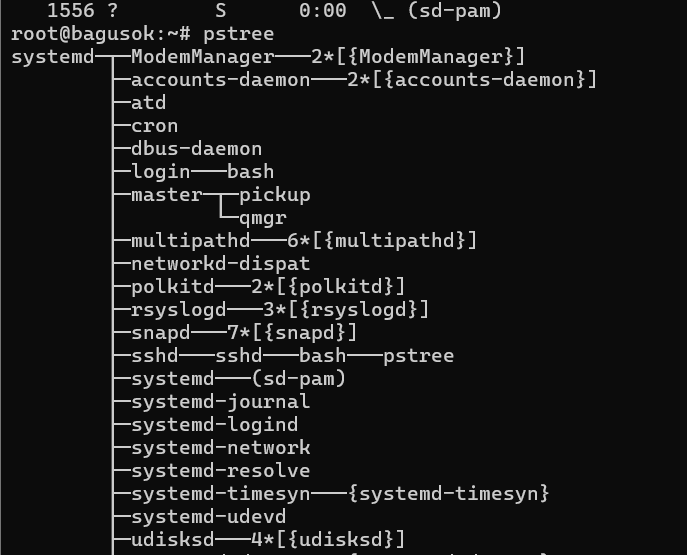 1556 ?        S      0:00  \_ (sd-pam)
root@bagusok:~# pstree
systemd─┬─ModemManager───2*[{ModemManager}]
        ├─accounts-daemon───2*[{accounts-daemon}]
        ├─atd
        ├─cron
        ├─dbus-daemon
        ├─login───bash
        ├─master─┬─pickup
        │        └─qmgr
        ├─multipathd───6*[{multipathd}]
        ├─networkd-dispat
        ├─polkitd───2*[{polkitd}]
        ├─rsyslogd───3*[{rsyslogd}]
        ├─snapd───7*[{snapd}]
        ├─sshd───sshd───bash───pstree
        ├─systemd───(sd-pam)
        ├─systemd-journal
        ├─systemd-logind
        ├─systemd-network
        ├─systemd-resolve
        ├─systemd-timesyn───{systemd-timesyn}
        ├─systemd-udevd
        ├─udisksd───4*[{udisksd}]